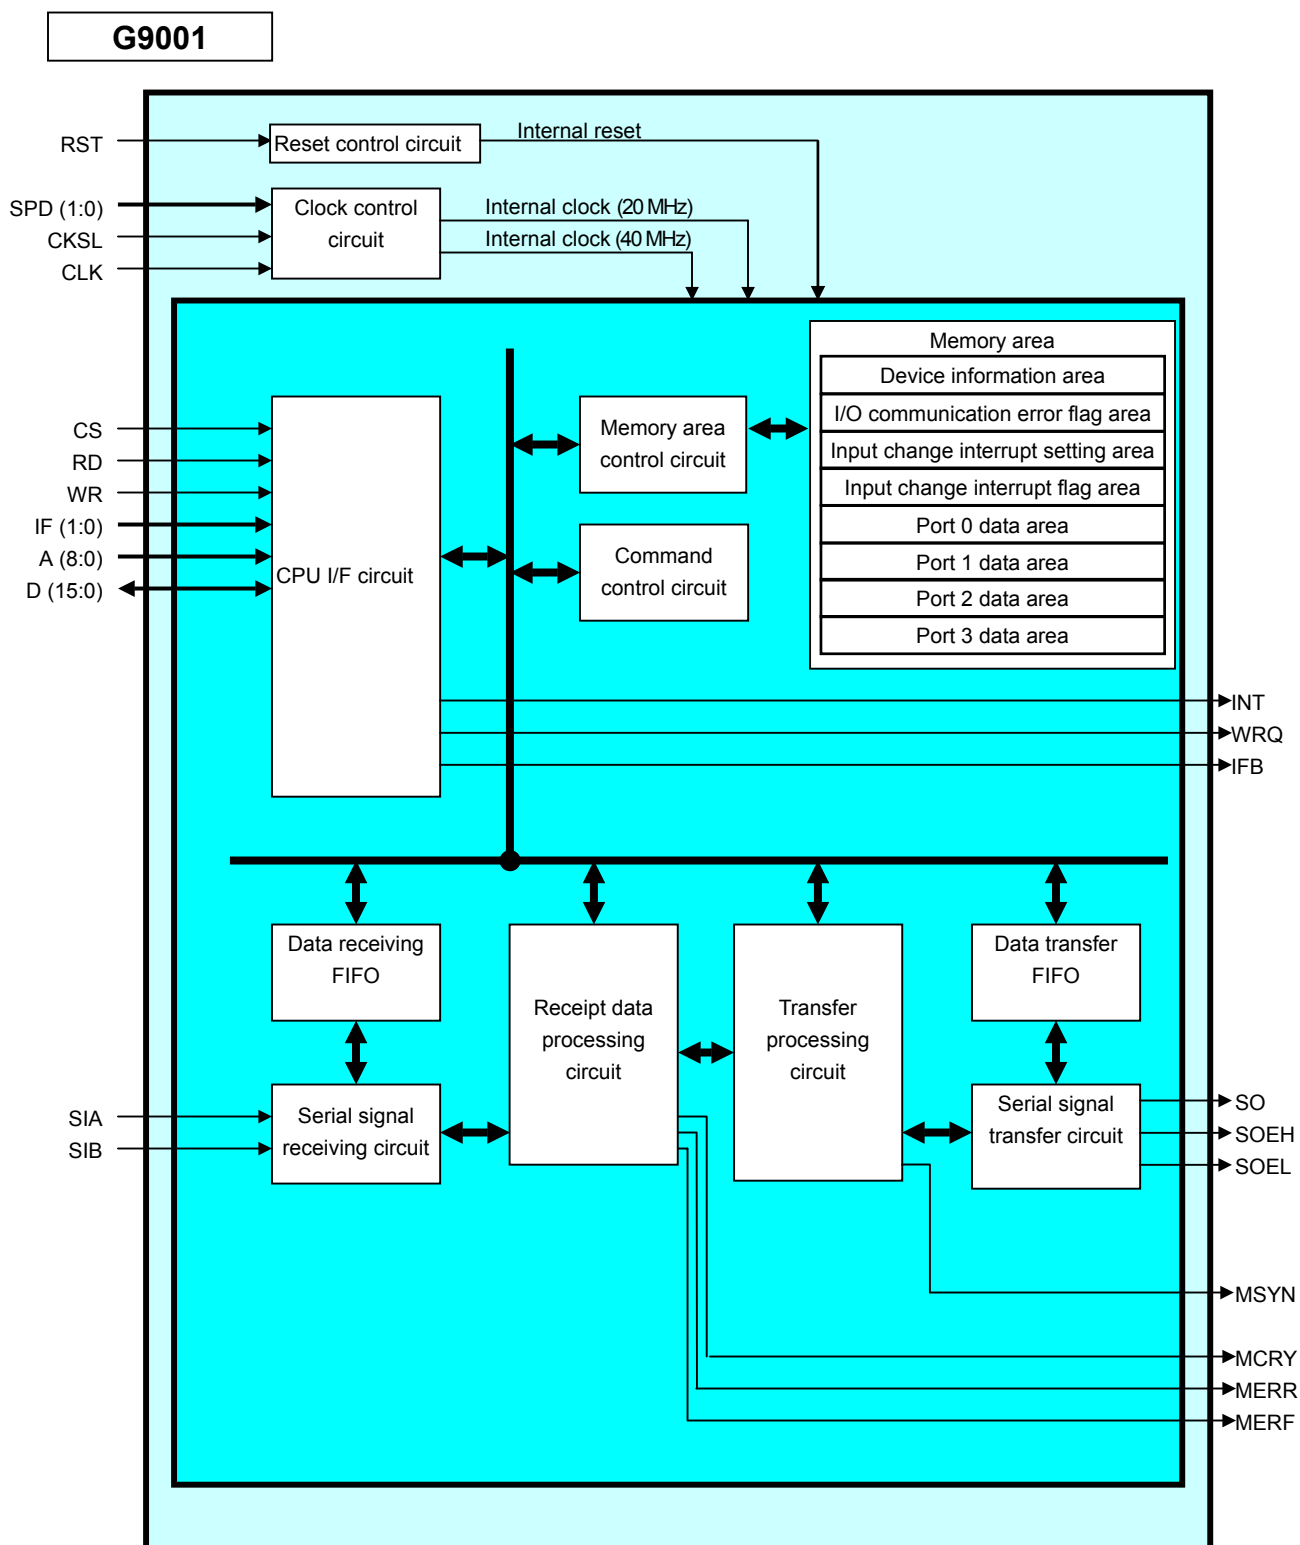 G9001
RST
Reset control circuit
Internal reset
SPD (1:0)
CKSL
CLK
Clock control
circuit
Internal clock (20 MHz)
Internal clock (40 MHz)
Memory area
Device information area
I/O communication error flag area
Input change interrupt setting area
Input change interrupt flag area
Port 0 data area
Port 1 data area
Port 2 data area
Port 3 data area
CS
RD
WR
IF (1:0)
A (8:0)
D (15:0)
CPU I/F circuit
Memory area
control circuit
Command
control circuit
INT
WRQ
IFB
Data receiving
FIFO
Receipt data
processing
circuit
Transfer
processing
circuit
Data transfer
FIFO
SIA
SIB
Serial signal
receiving circuit
Serial signal
transfer circuit
SO
SOEH
SOEL
MSYN
MCRY
MERR
MERF